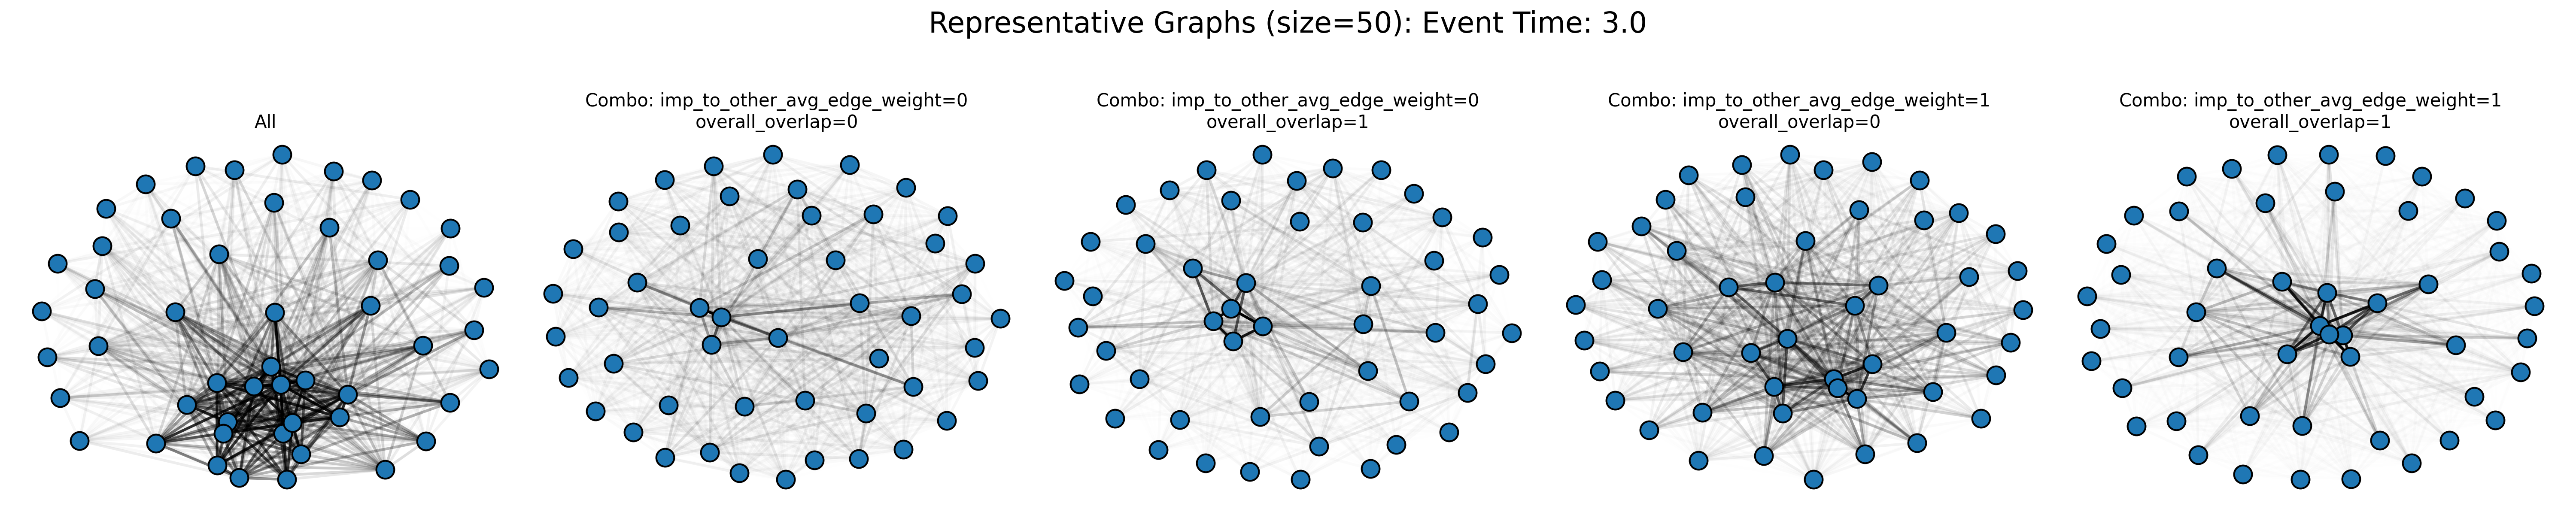 Representative Graphs (size=50): Event Time: 3.0
All
Combo: imp_to_other_avg_edge_weight=0
overall_overlap=0
Combo: imp_to_other_avg_edge_weight=0
overall_overlap=1
Combo: imp_to_other_avg_edge_weight=1
overall_overlap=0
Combo: imp_to_other_avg_edge_weight=1
overall_overlap=1